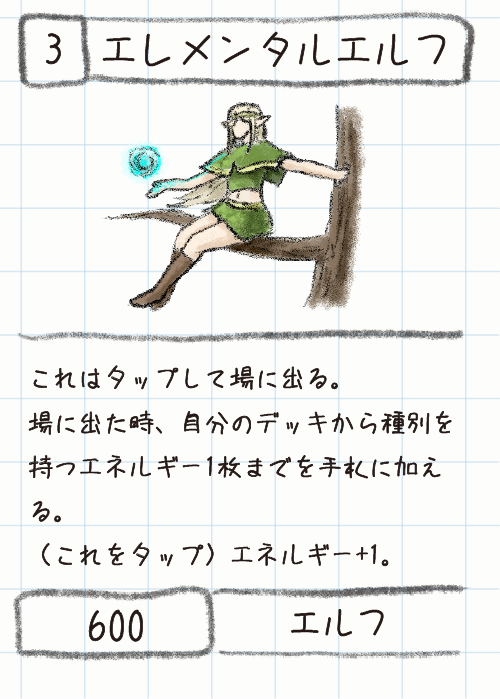 3 エレメンタルエルフ
これはタップして場に出る。
場に出た時、自分のデッキから種別を
持つエネルギー1枚までを手札に加え
る。
（これをタップ）エネルギー+1。
600 エルフ